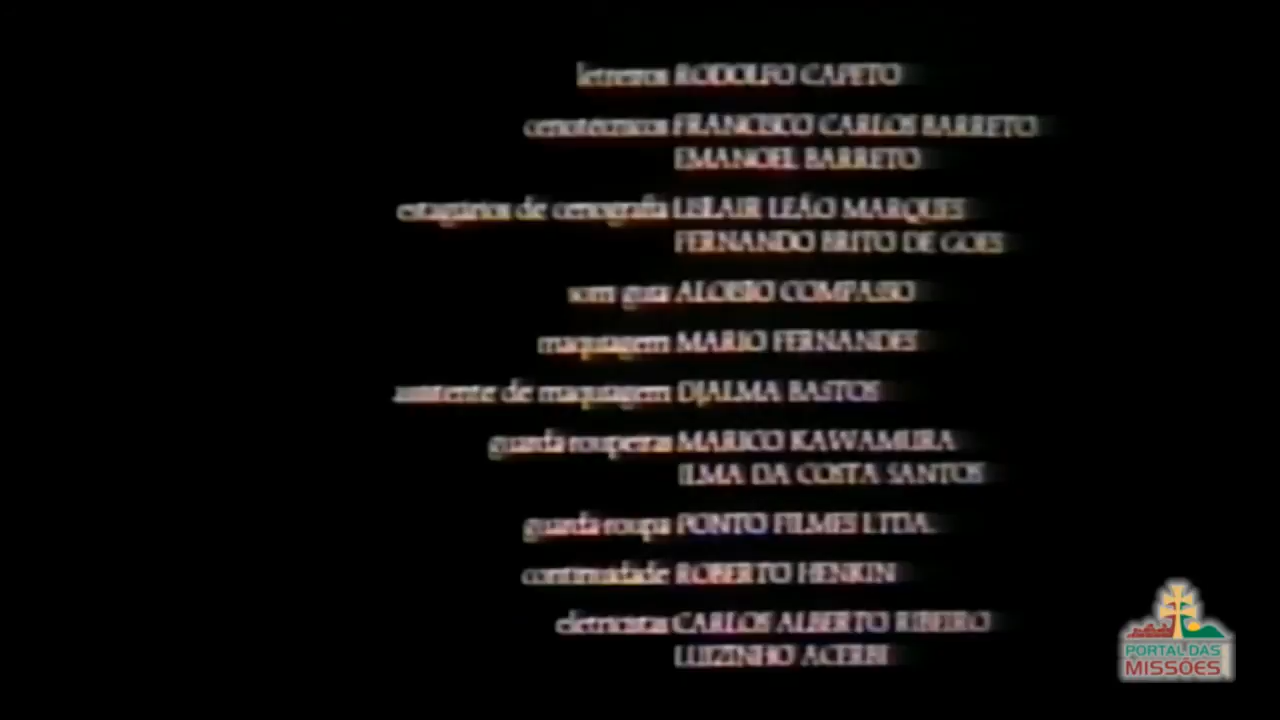 letreiros RODOLFO CAPETO
cenotécnicos FRANCISCO CARLOS BARRETO
EMANOEL BARRETO
estagiários de cenografia LISLAIR LEÃO MARQUES
FERNANDO BRITO DE GOES
som guia ALOISIO COMPASSO
maquiagem MARIO FERNANDES
assistente de maquiagem DJALMA BASTOS
guarda-roupeiras MARICO KAWAMURA
ILMA DA COSTA SANTOS
guarda-roupa PONTO FILMES LTDA.
continuidade ROBERTO HENKIN
eletricistas CARLOS ALBERTO RIBEIRO
LUIZINHO ACERBI
PORTAL DAS
MISSÕES